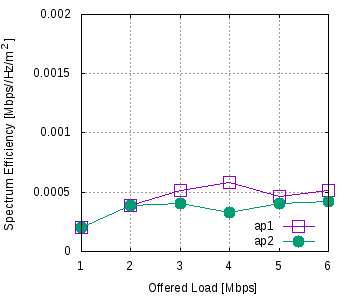 Spectrum Efficiency [Mbps//Hz/m²]
0.002
0.0015
0.001
0.0005
0
1 2 3 4 5 6
Offered Load [Mbps]
ap1
ap2